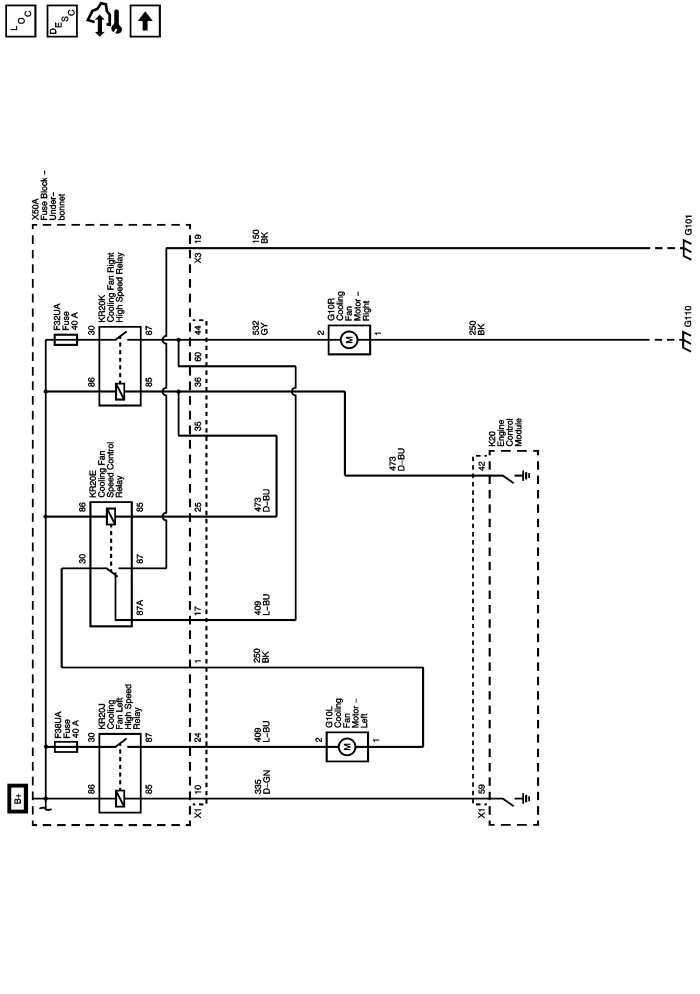 LOC
DESC
B+
X50A
Fuse Block –
Under–
bonnet
F38UA
Fuse
40 A
KR20J
Cooling
Fan Left
High Speed
Relay
86
30
85
87
KR20E
Cooling Fan
Speed Control
Relay
30
86
87A
87
85
F32UA
Fuse
40 A
KR20K
Cooling Fan Right
High Speed Relay
86
30
85
87
X1
10
24
1
17
25
35
36
60
44
X3
19
335
D–GN
409
L–BU
250
BK
409
L–BU
473
D–BU
532
GY
150
BK
G10L
Cooling
Fan
Motor –
Left
2
M
1
G10R
Cooling
Fan
Motor –
Right
2
M
1
473
D–BU
250
BK
X1
59
42
K20
Engine
Control
Module
G110
G101